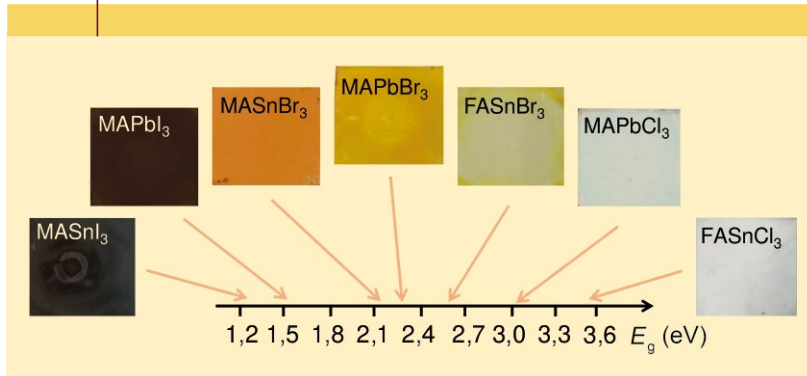 MAPbBr₃
MASnBr₃
FASnBr₃
MAPbI₃
MAPbCl₃
MASnI₃
FASnCl₃
1,2 1,5 1,8 2,1 2,4 2,7 3,0 3,3 3,6 E_g (eV)